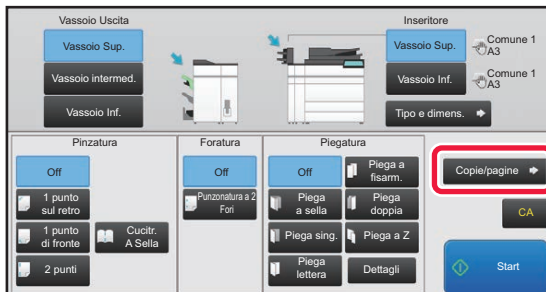 Vassoio Uscita
Inseritore
Vassoio Sup.
Vassoio intermed.
Vassoio Inf.
Vassoio Sup.
Comune 1
A3
Vassoio Inf.
Comune 1
A3
Tipo e dimens.
Pinzatura
Foratura
Piegatura
Off
1 punto
sul retro
1 punto
di fronte
Cucitr.
A Sella
2 punti
Off
Punzonatura a 2
Fori
Off
Piega a
fisarm.
Piega
a sella
Piega
doppia
Piega sing.
Piega a Z
Piega
lettera
Dettagli
Copie/pagine
CA
Start